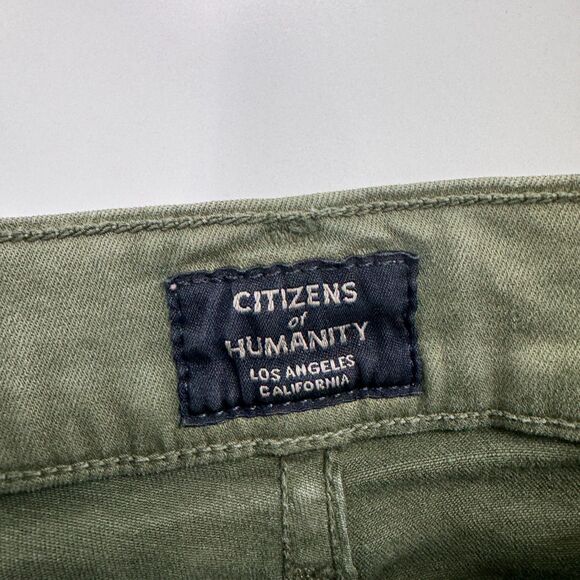 CITIZENS
of
HUMANITY
LOS ANGELES
CALIFORNIA